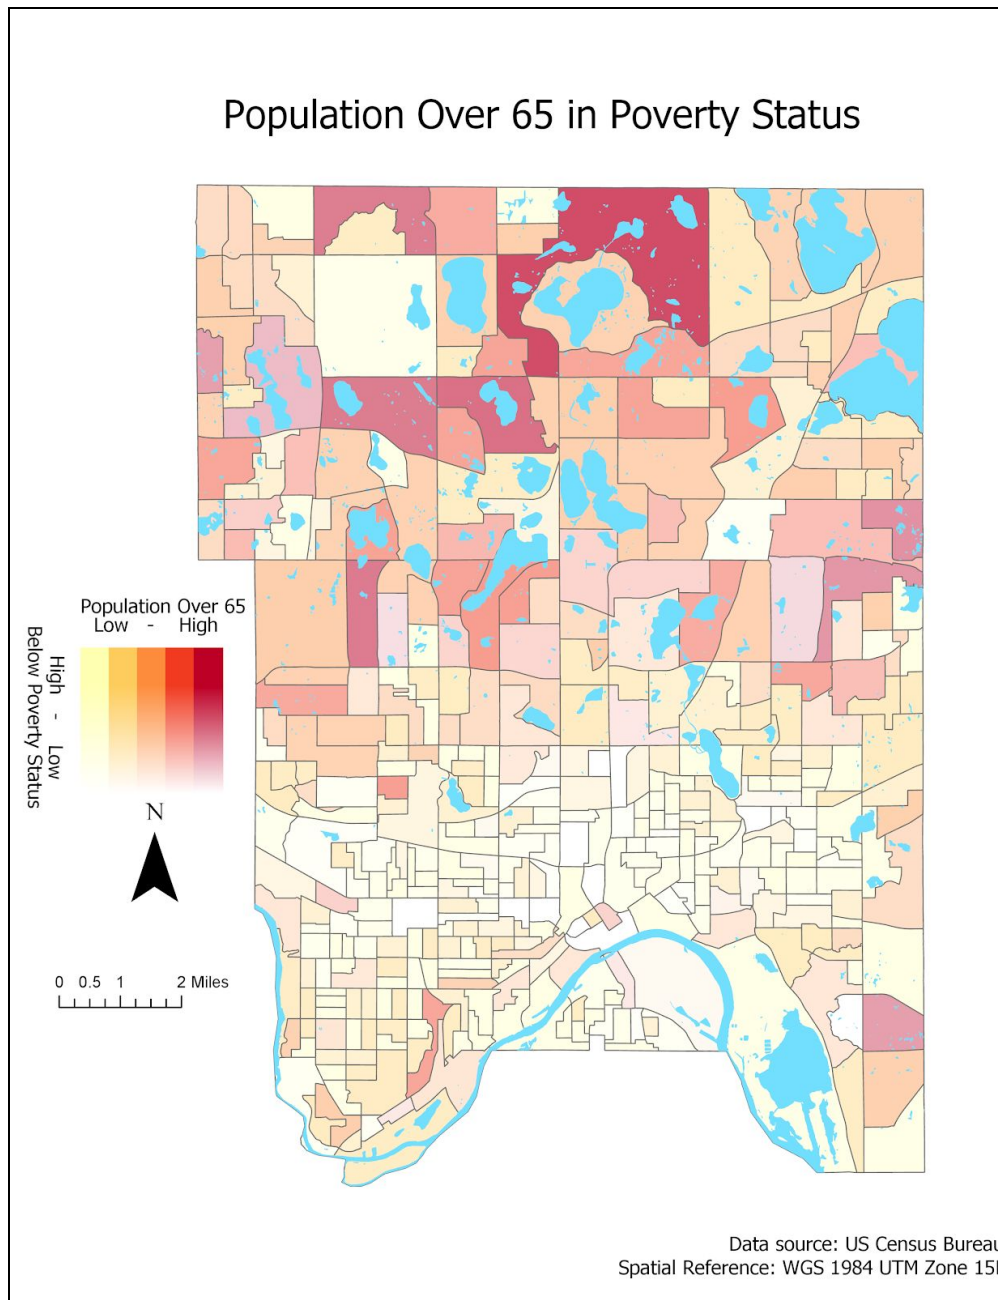 Population Over 65 in Poverty Status
Population Over 65
Low - High
High - Low
Below Poverty Status
N
0 0.5 1 2 Miles
Data source: US Census Bureau
Spatial Reference: WGS 1984 UTM Zone 15